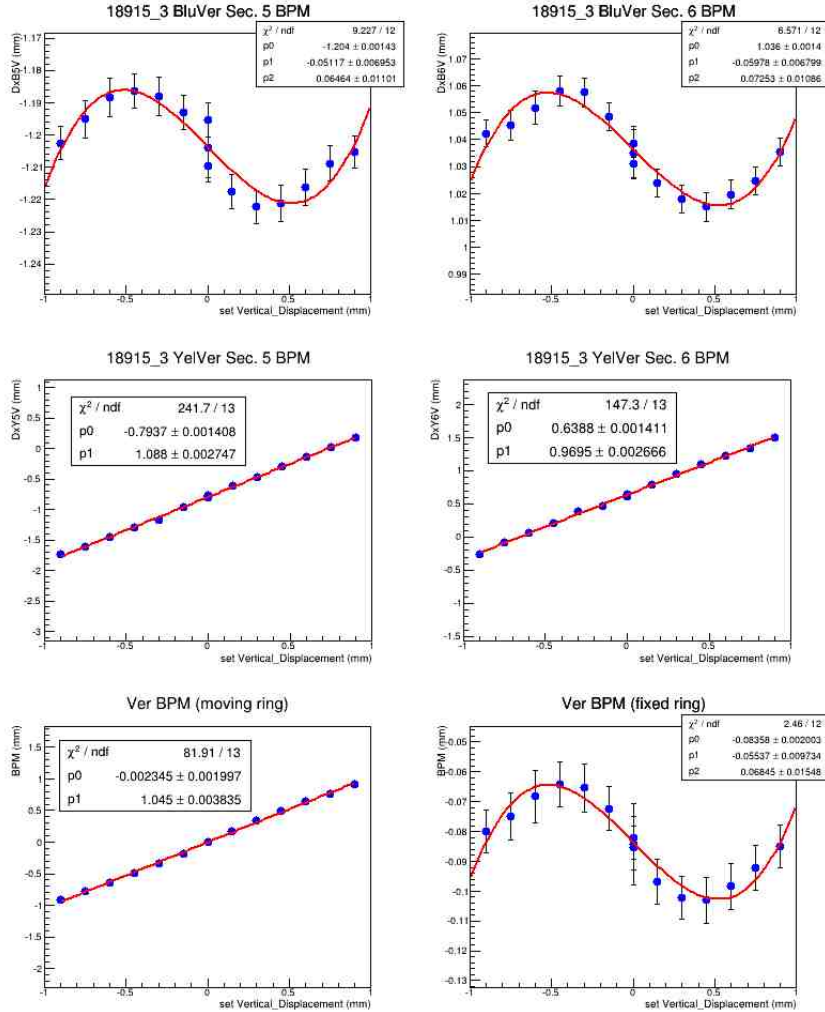 18915_3 BluVer Sec. 5 BPM
χ² / ndf 9.227 / 12
p0 -1.204 ± 0.00143
p1 -0.05117 ± 0.006953
p2 0.06464 ± 0.01101
DxB5V (mm)
-1.17
-1.18
-1.19
-1.2
-1.21
-1.22
-1.23
-1.24
-1 -0.5 0 0.5 1
set Vertical_Displacement (mm)
18915_3 BluVer Sec. 6 BPM
χ² / ndf 6.571 / 12
p0 1.036 ± 0.0014
p1 -0.05978 ± 0.006799
p2 0.07253 ± 0.01086
DxB6V (mm)
1.07
1.06
1.05
1.04
1.03
1.02
1.01
1
0.99
-1 -0.5 0 0.5 1
set Vertical_Displacement (mm)
18915_3 YelVer Sec. 5 BPM
χ² / ndf 241.7 / 13
p0 -0.7937 ± 0.001408
p1 1.088 ± 0.002747
DxY5V (mm)
1
0.5
0
-0.5
-1
-1.5
-2
-2.5
-3
-1 -0.5 0 0.5 1
set Vertical_Displacement (mm)
18915_3 YelVer Sec. 6 BPM
χ² / ndf 147.3 / 13
p0 0.6388 ± 0.001411
p1 0.9695 ± 0.002666
DxY6V (mm)
2
1.5
1
0.5
0
-0.5
-1
-1.5
-1 -0.5 0 0.5 1
set Vertical_Displacement (mm)
Ver BPM (moving ring)
χ² / ndf 81.91 / 13
p0 -0.002345 ± 0.001997
p1 1.045 ± 0.003835
BPM (mm)
1.5
1
0.5
0
-0.5
-1
-1.5
-2
-1 -0.5 0 0.5 1
set Vertical_Displacement (mm)
Ver BPM (fixed ring)
χ² / ndf 2.46 / 12
p0 -0.08358 ± 0.002003
p1 -0.05537 ± 0.009734
p2 0.06845 ± 0.01548
BPM (mm)
-0.05
-0.06
-0.07
-0.08
-0.09
-0.1
-0.11
-0.12
-0.13
-1 -0.5 0 0.5 1
set Vertical_Displacement (mm)